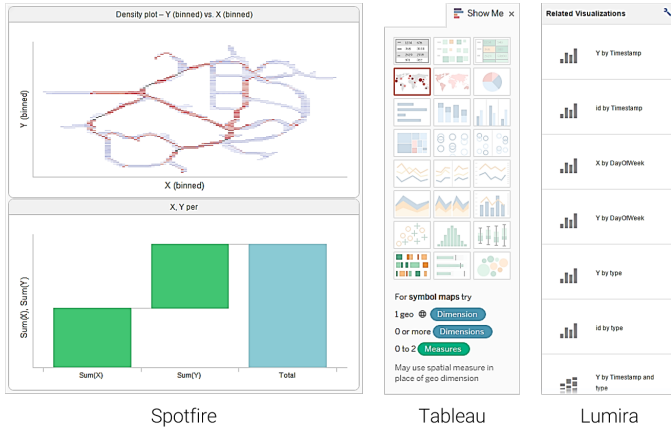 Density plot – Y (binned) vs. X (binned)
Y (binned)
X (binned)
X, Y per
Sum(X), Sum(Y)
Sum(X)
Sum(Y)
Total
Spotfire
Show Me ×
For symbol maps try
1 geo Dimension
0 or more Dimensions
0 to 2 Measures
May use spatial measure in
place of geo dimension
Tableau
Related Visualizations
Y by Timestamp
id by Timestamp
X by DayOfWeek
Y by DayOfWeek
Y by type
id by type
Y by Timestamp and
type
Lumira